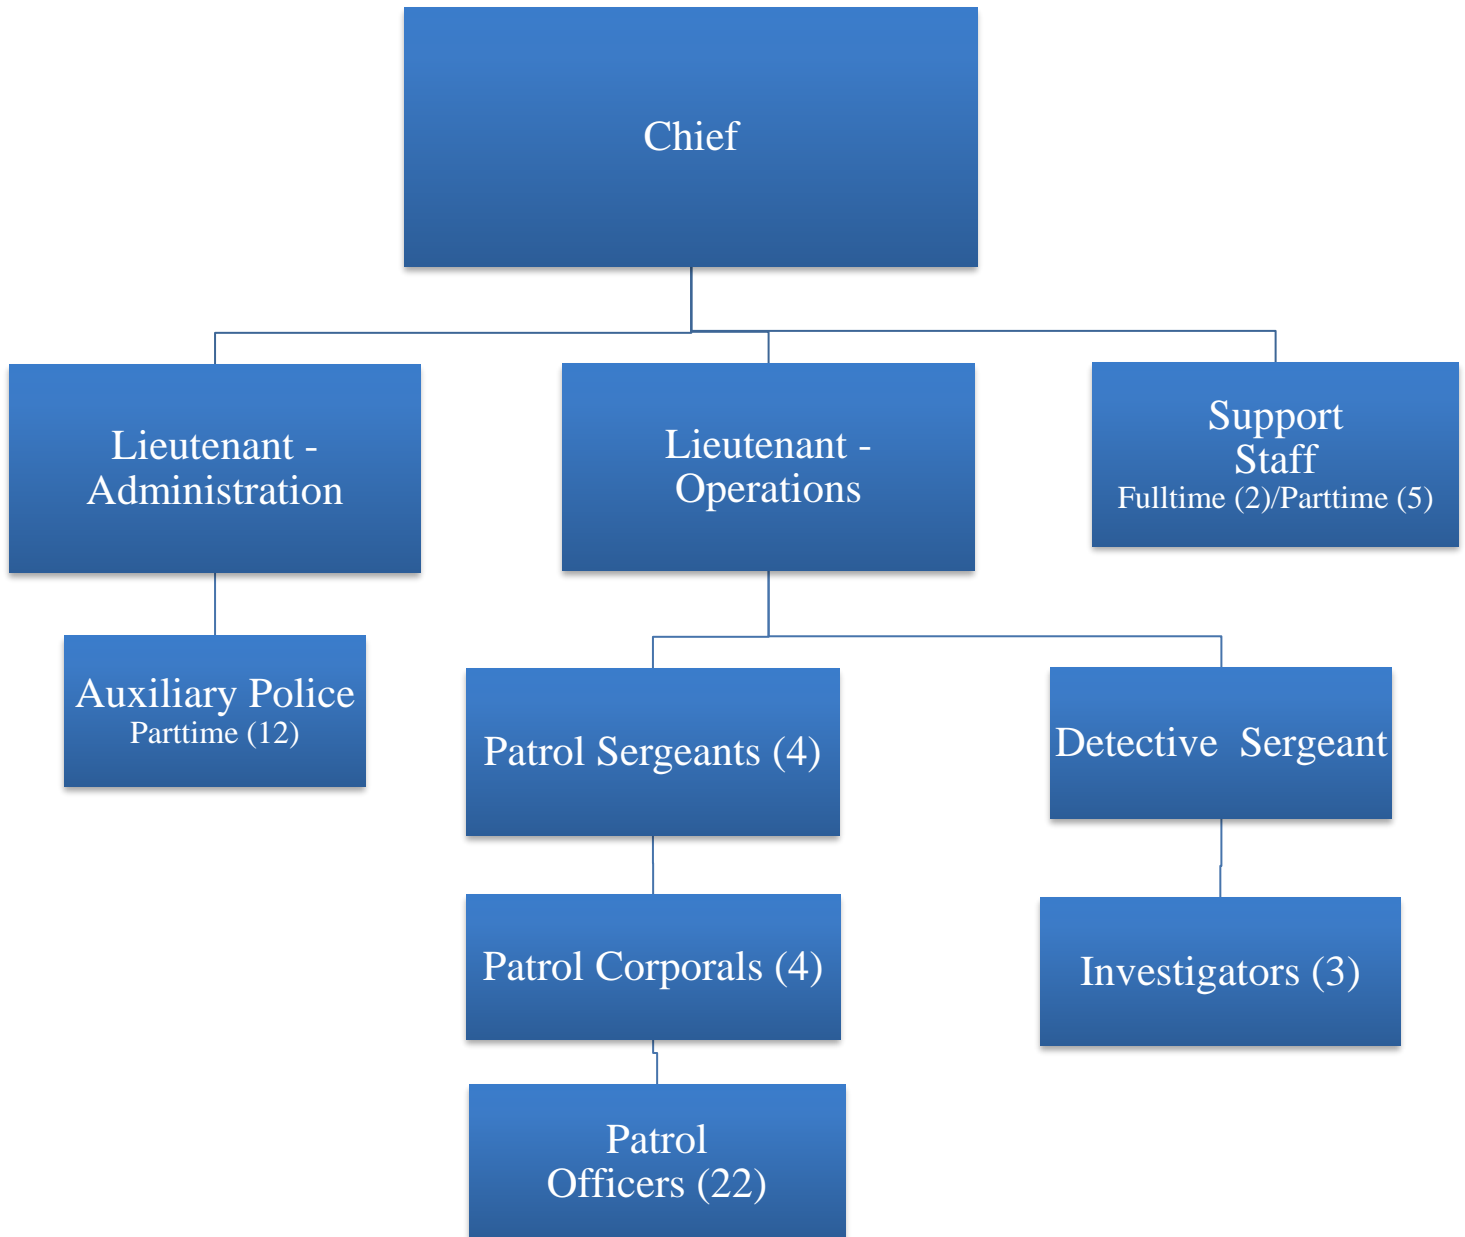 Chief
Lieutenant -
Administration
Lieutenant -
Operations
Support
Staff
Fulltime (2)/Parttime (5)
Auxiliary Police
Parttime (12)
Patrol Sergeants (4)
Detective  Sergeant
Patrol Corporals (4)
Investigators (3)
Patrol
Officers (22)